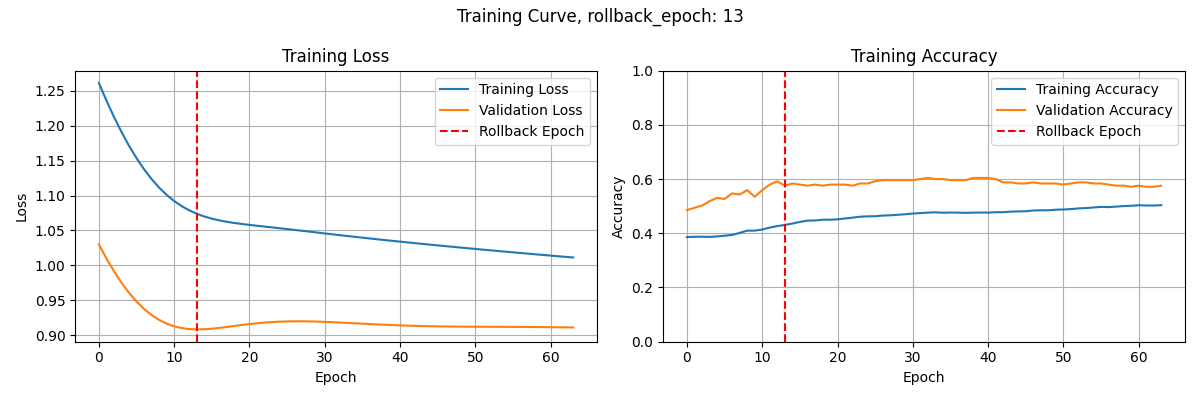 Training Curve, rollback_epoch: 13
Training Loss
1.25
1.20
1.15
1.10
1.05
1.00
0.95
0.90
Loss
0
10
20
30
40
50
60
Epoch
Training Loss
Validation Loss
Rollback Epoch
Training Accuracy
1.0
0.8
0.6
0.4
0.2
0.0
Accuracy
0
10
20
30
40
50
60
Epoch
Training Accuracy
Validation Accuracy
Rollback Epoch